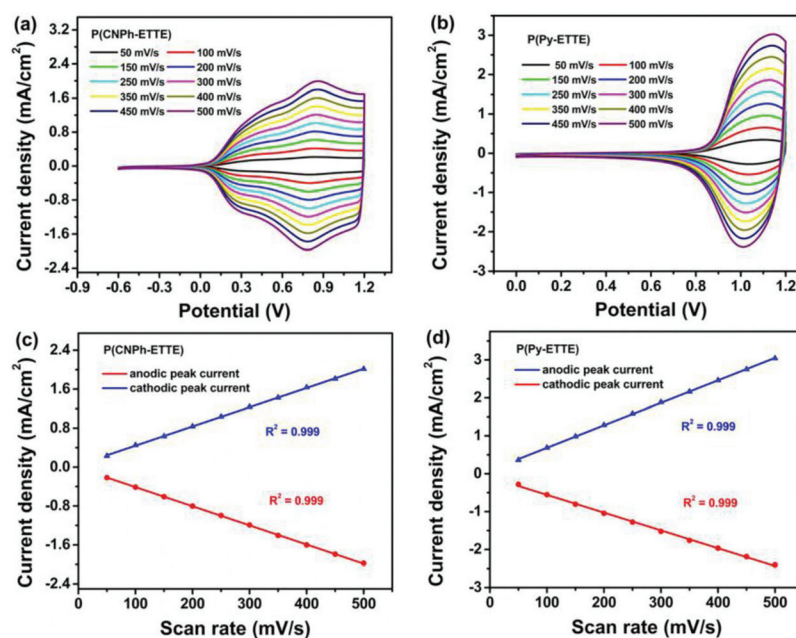 (a)
P(CNPh-ETTE)
50 mV/s 100 mV/s
150 mV/s 200 mV/s
250 mV/s 300 mV/s
350 mV/s 400 mV/s
450 mV/s 500 mV/s
Current density (mA/cm²)
2.4
1.6
0.8
0.0
-0.8
-1.6
-2.4
-0.9 -0.6 -0.3 0.0 0.3 0.6 0.9 1.2
Potential (V)
(b)
P(Py-ETTE)
50 mV/s 100 mV/s
150 mV/s 200 mV/s
250 mV/s 300 mV/s
350 mV/s 400 mV/s
450 mV/s 500 mV/s
Current density (mA/cm²)
3
2
1
0
-1
-2
-3
0.0 0.2 0.4 0.6 0.8 1.0 1.2
Potential (V)
(c)
P(CNPh-ETTE)
anodic peak current
cathodic peak current
R² = 0.999
R² = 0.999
Current density (mA/cm²)
2.4
1.6
0.8
0.0
-0.8
-1.6
-2.4
0 100 200 300 400 500
Scan rate (mV/s)
(d)
P(Py-ETTE)
anodic peak current
cathodic peak current
R² = 0.999
R² = 0.999
Current density (mA/cm²)
3
2
1
0
-1
-2
-3
0 100 200 300 400 500
Scan rate (mV/s)